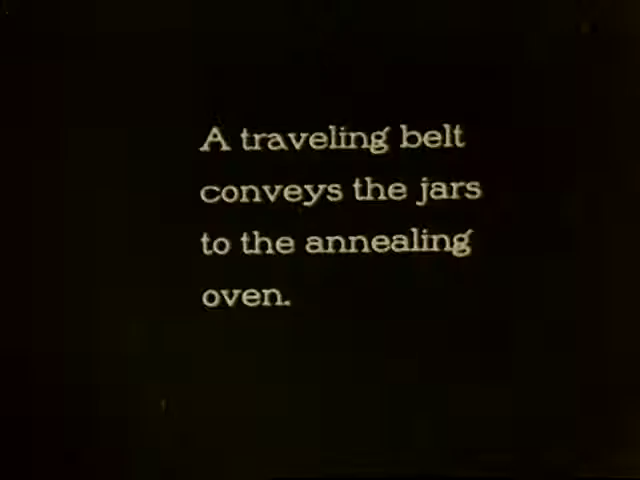 A traveling belt
conveys the jars
to the annealing
oven.